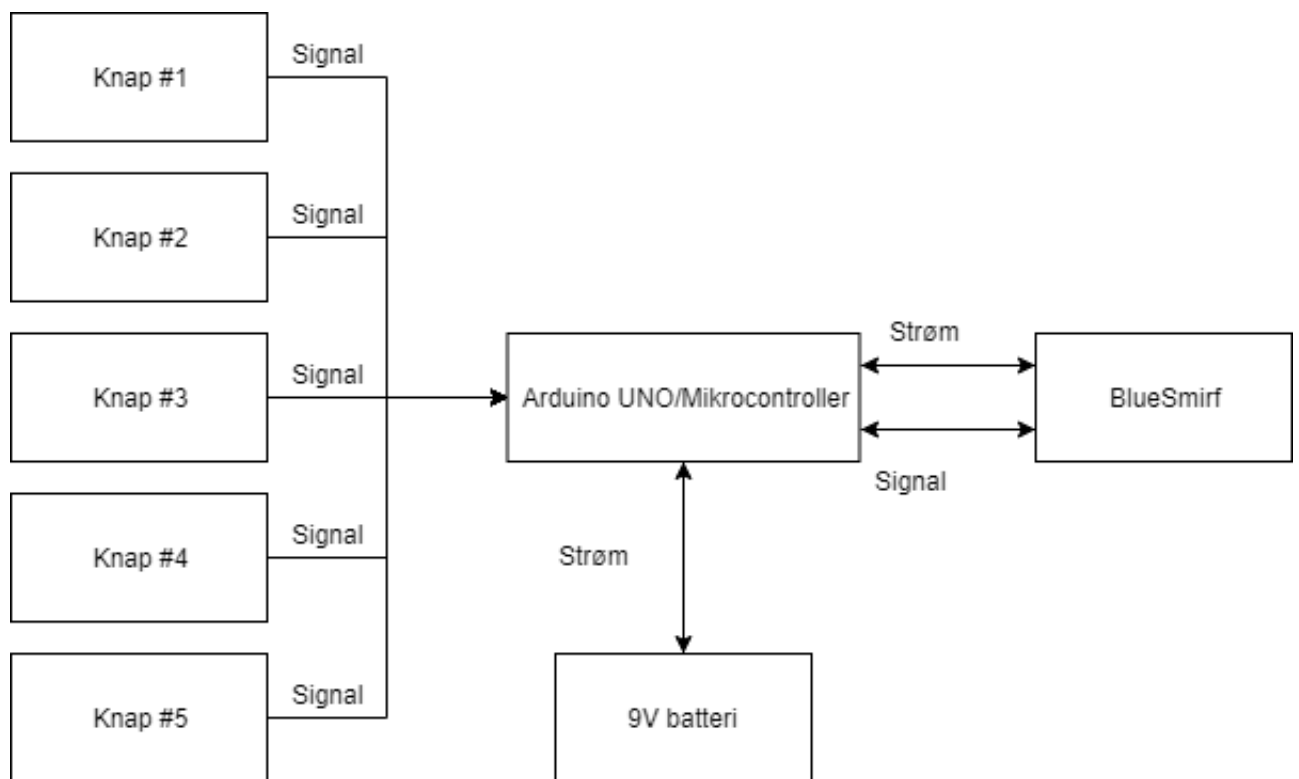 Knap #1
Signal
Knap #2
Signal
Knap #3
Signal
Knap #4
Signal
Knap #5
Signal
Arduino UNO/Mikrocontroller
Strøm
Signal
BlueSmirf
Strøm
9V batteri